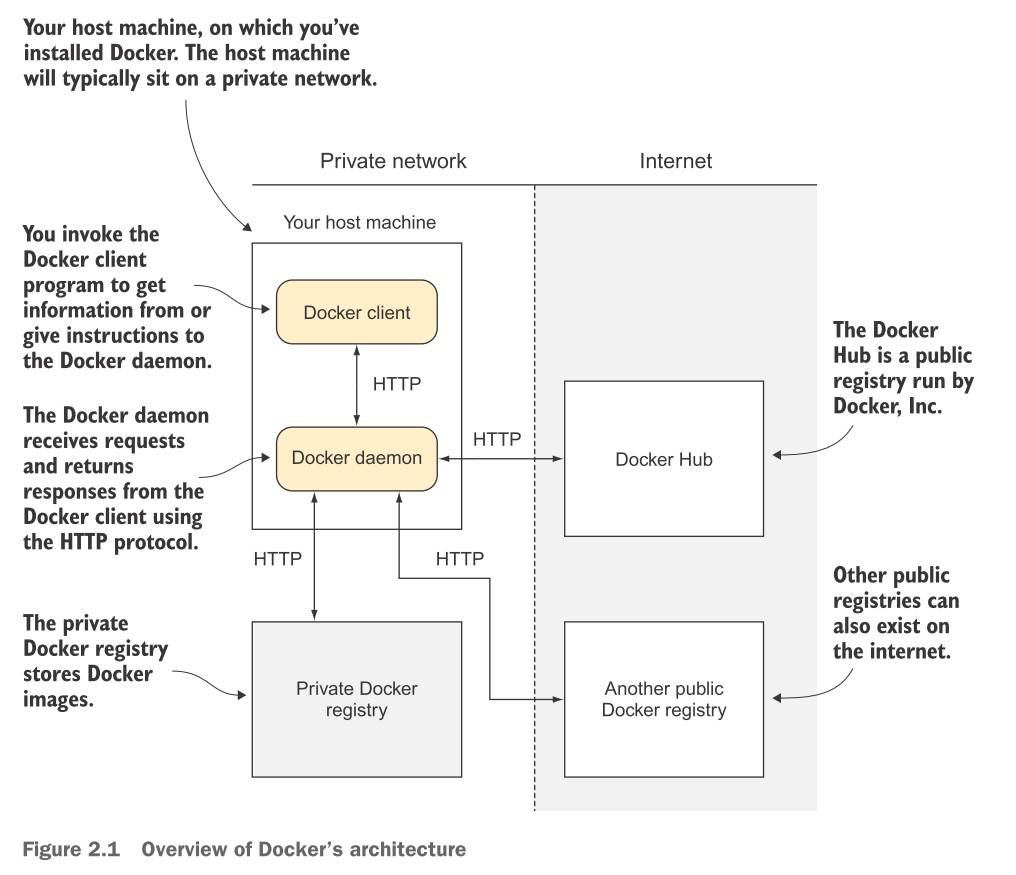 Your host machine, on which you've
installed Docker. The host machine
will typically sit on a private network.
Private network
Internet
Your host machine
You invoke the
Docker client
program to get
information from or
give instructions to
the Docker daemon.
Docker client
HTTP
The Docker daemon
receives requests
and returns
responses from the
Docker client using
the HTTP protocol.
Docker daemon
HTTP
Docker Hub
The Docker
Hub is a public
registry run by
Docker, Inc.
HTTP
HTTP
The private
Docker registry
stores Docker
images.
Private Docker
registry
Another public
Docker registry
Other public
registries can
also exist on
the internet.
Figure 2.1 Overview of Docker's architecture